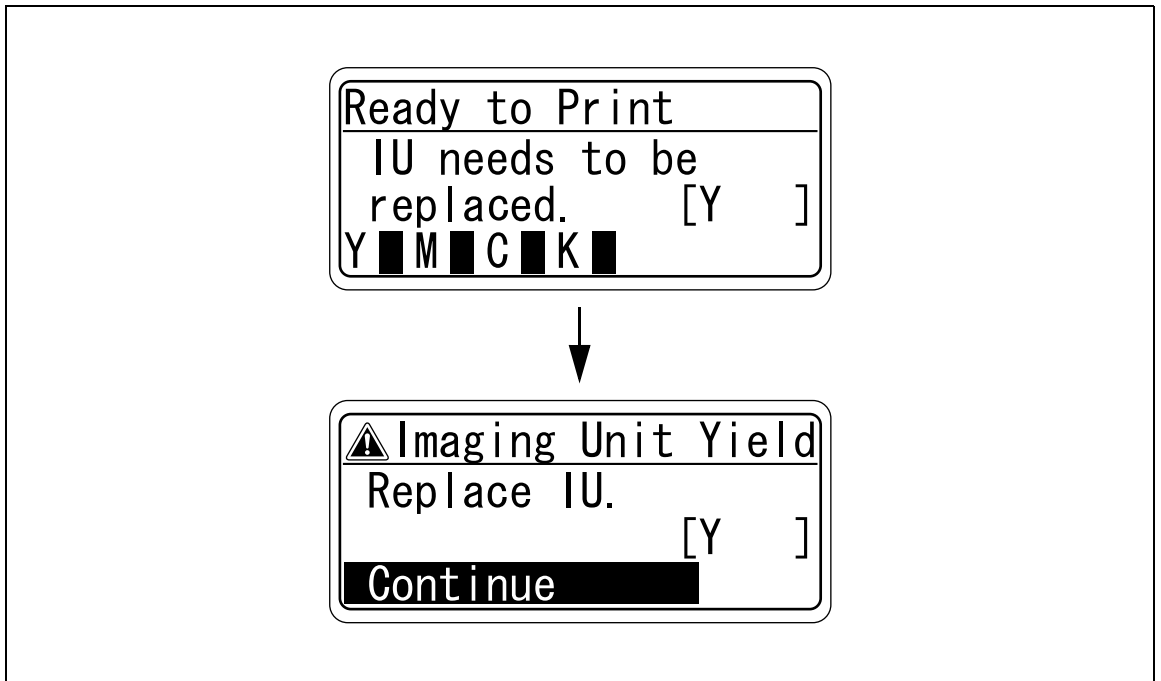 Ready to Print
IU needs to be
replaced. [Y ]
Y M C K
Imaging Unit Yield
Replace IU.
[Y ]
Continue